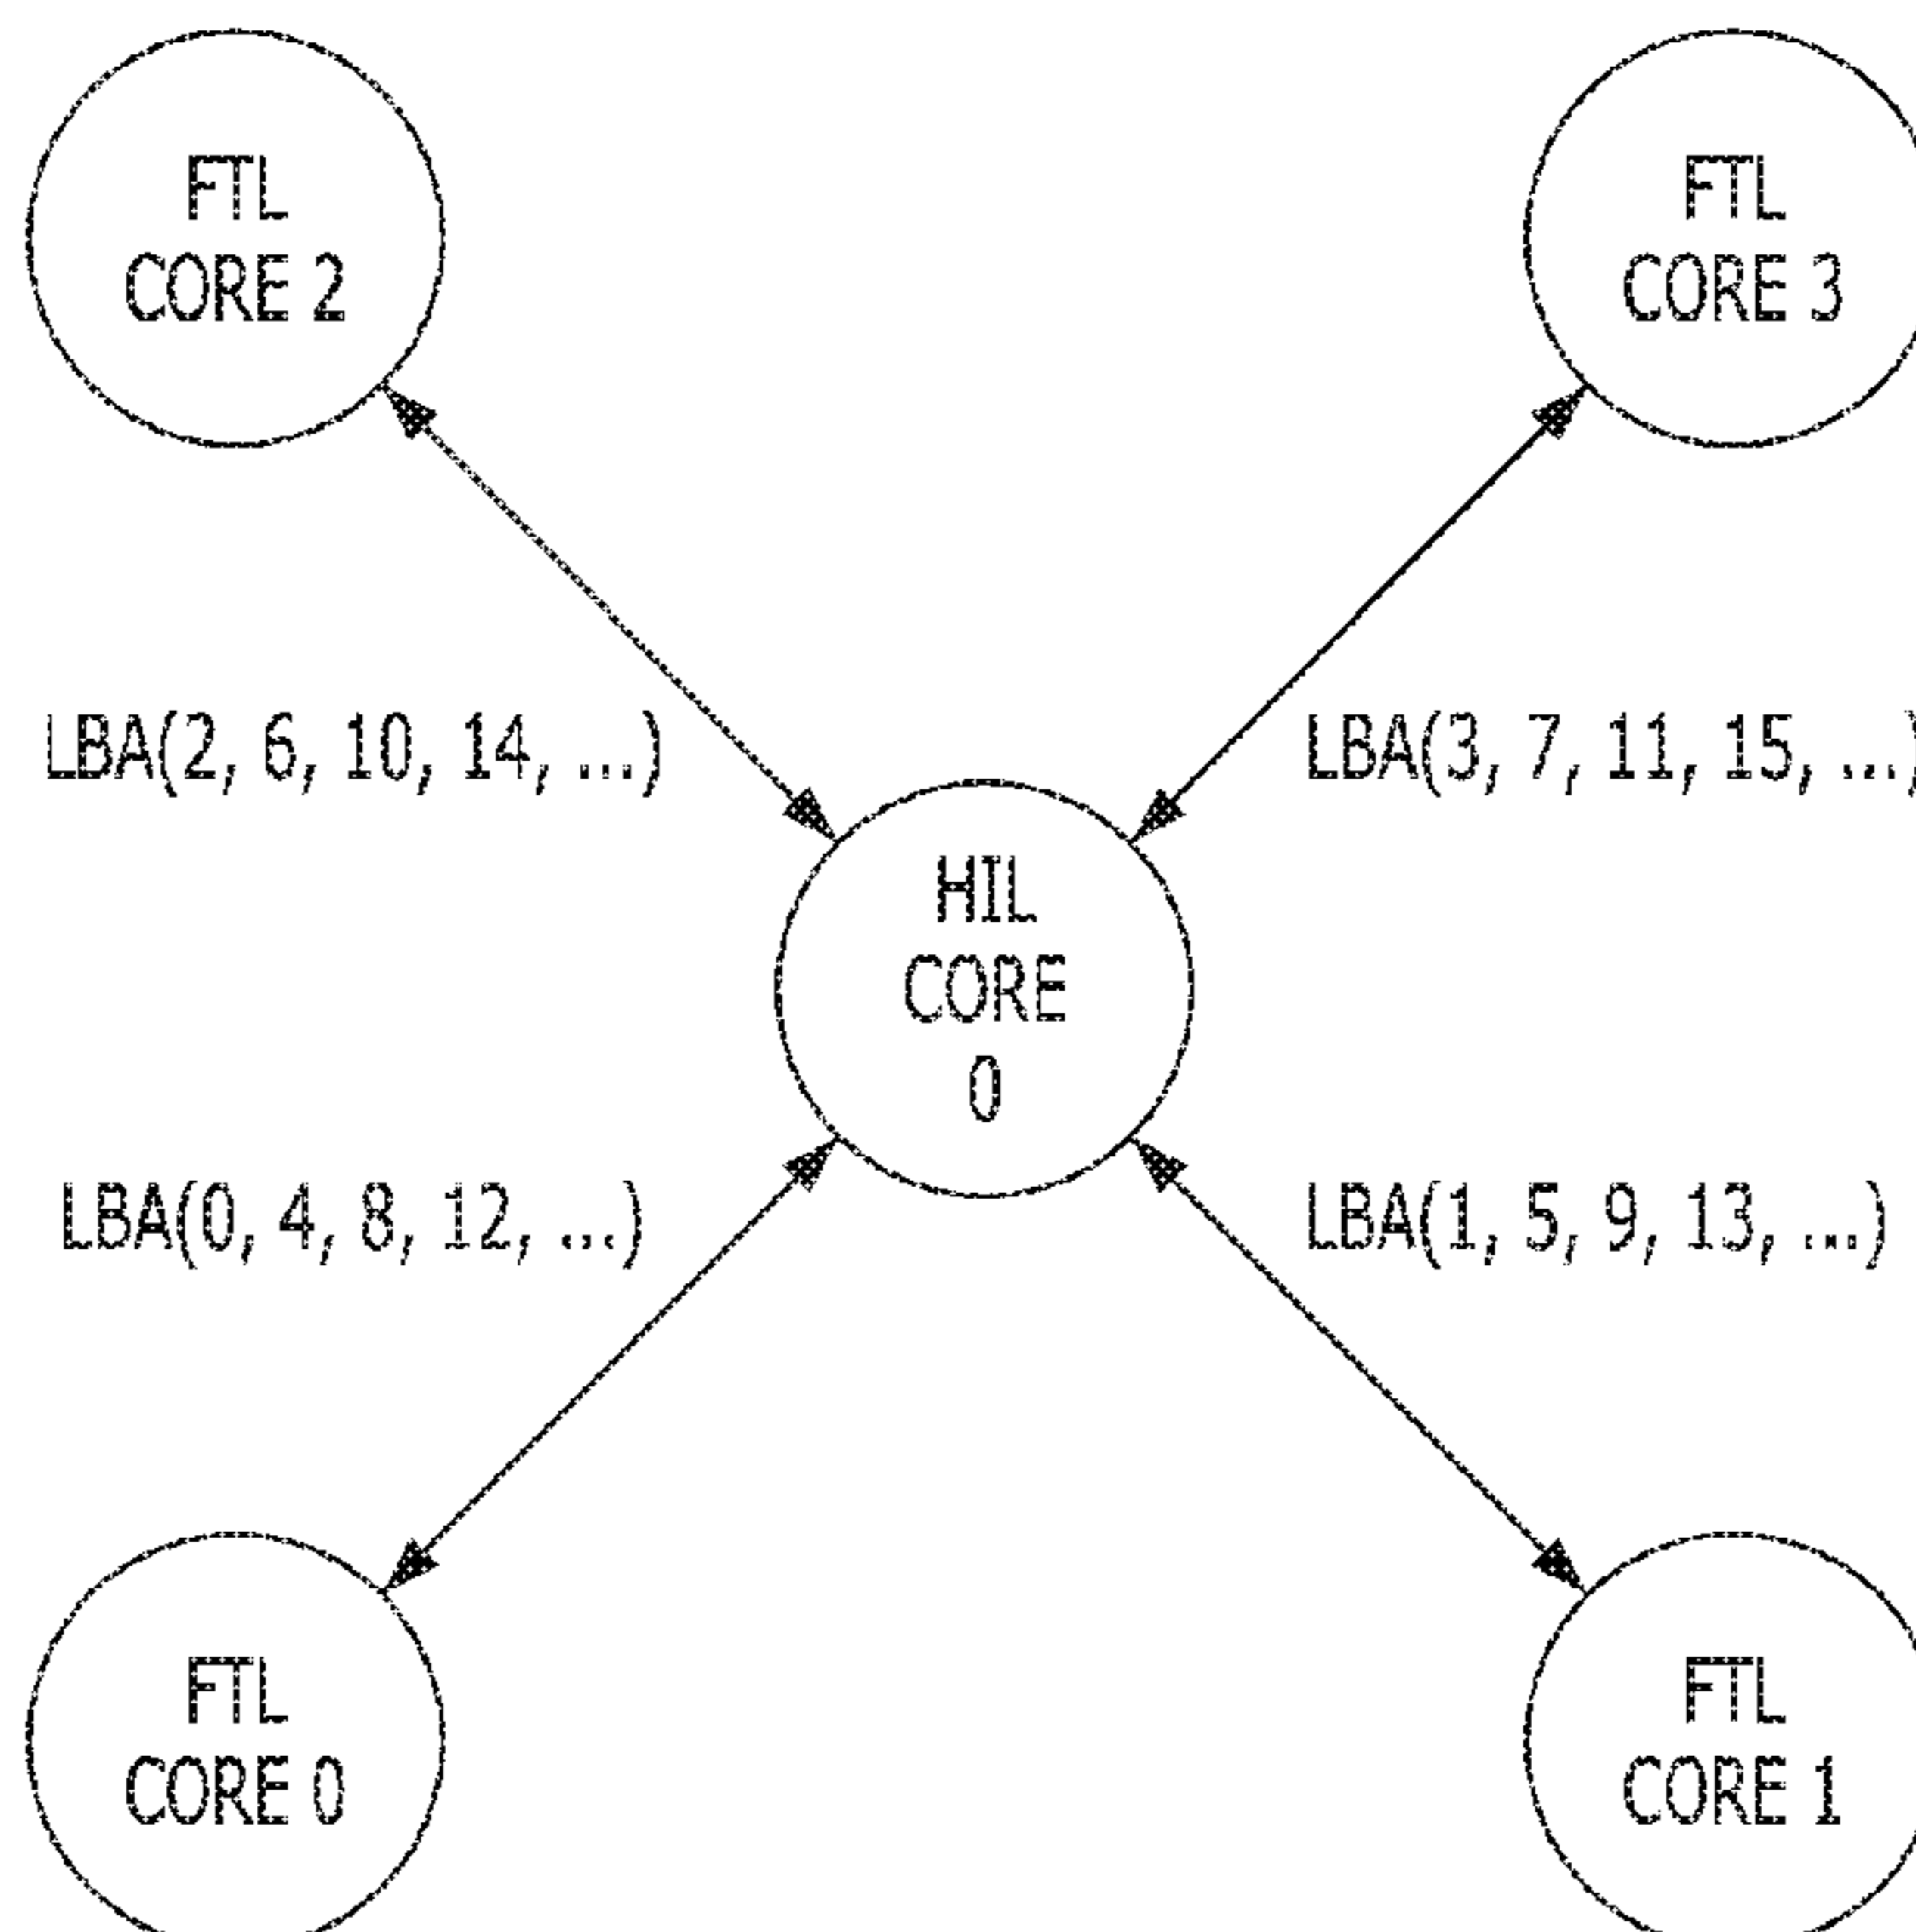 FTL
CORE 2
FTL
CORE 3
LBA(2, 6, 10, 14, ...)
LBA(3, 7, 11, 15, ...)
HIL
CORE
0
LBA(0, 4, 8, 12, ...)
LBA(1, 5, 9, 13, ...)
FTL
CORE 0
FTL
CORE 1